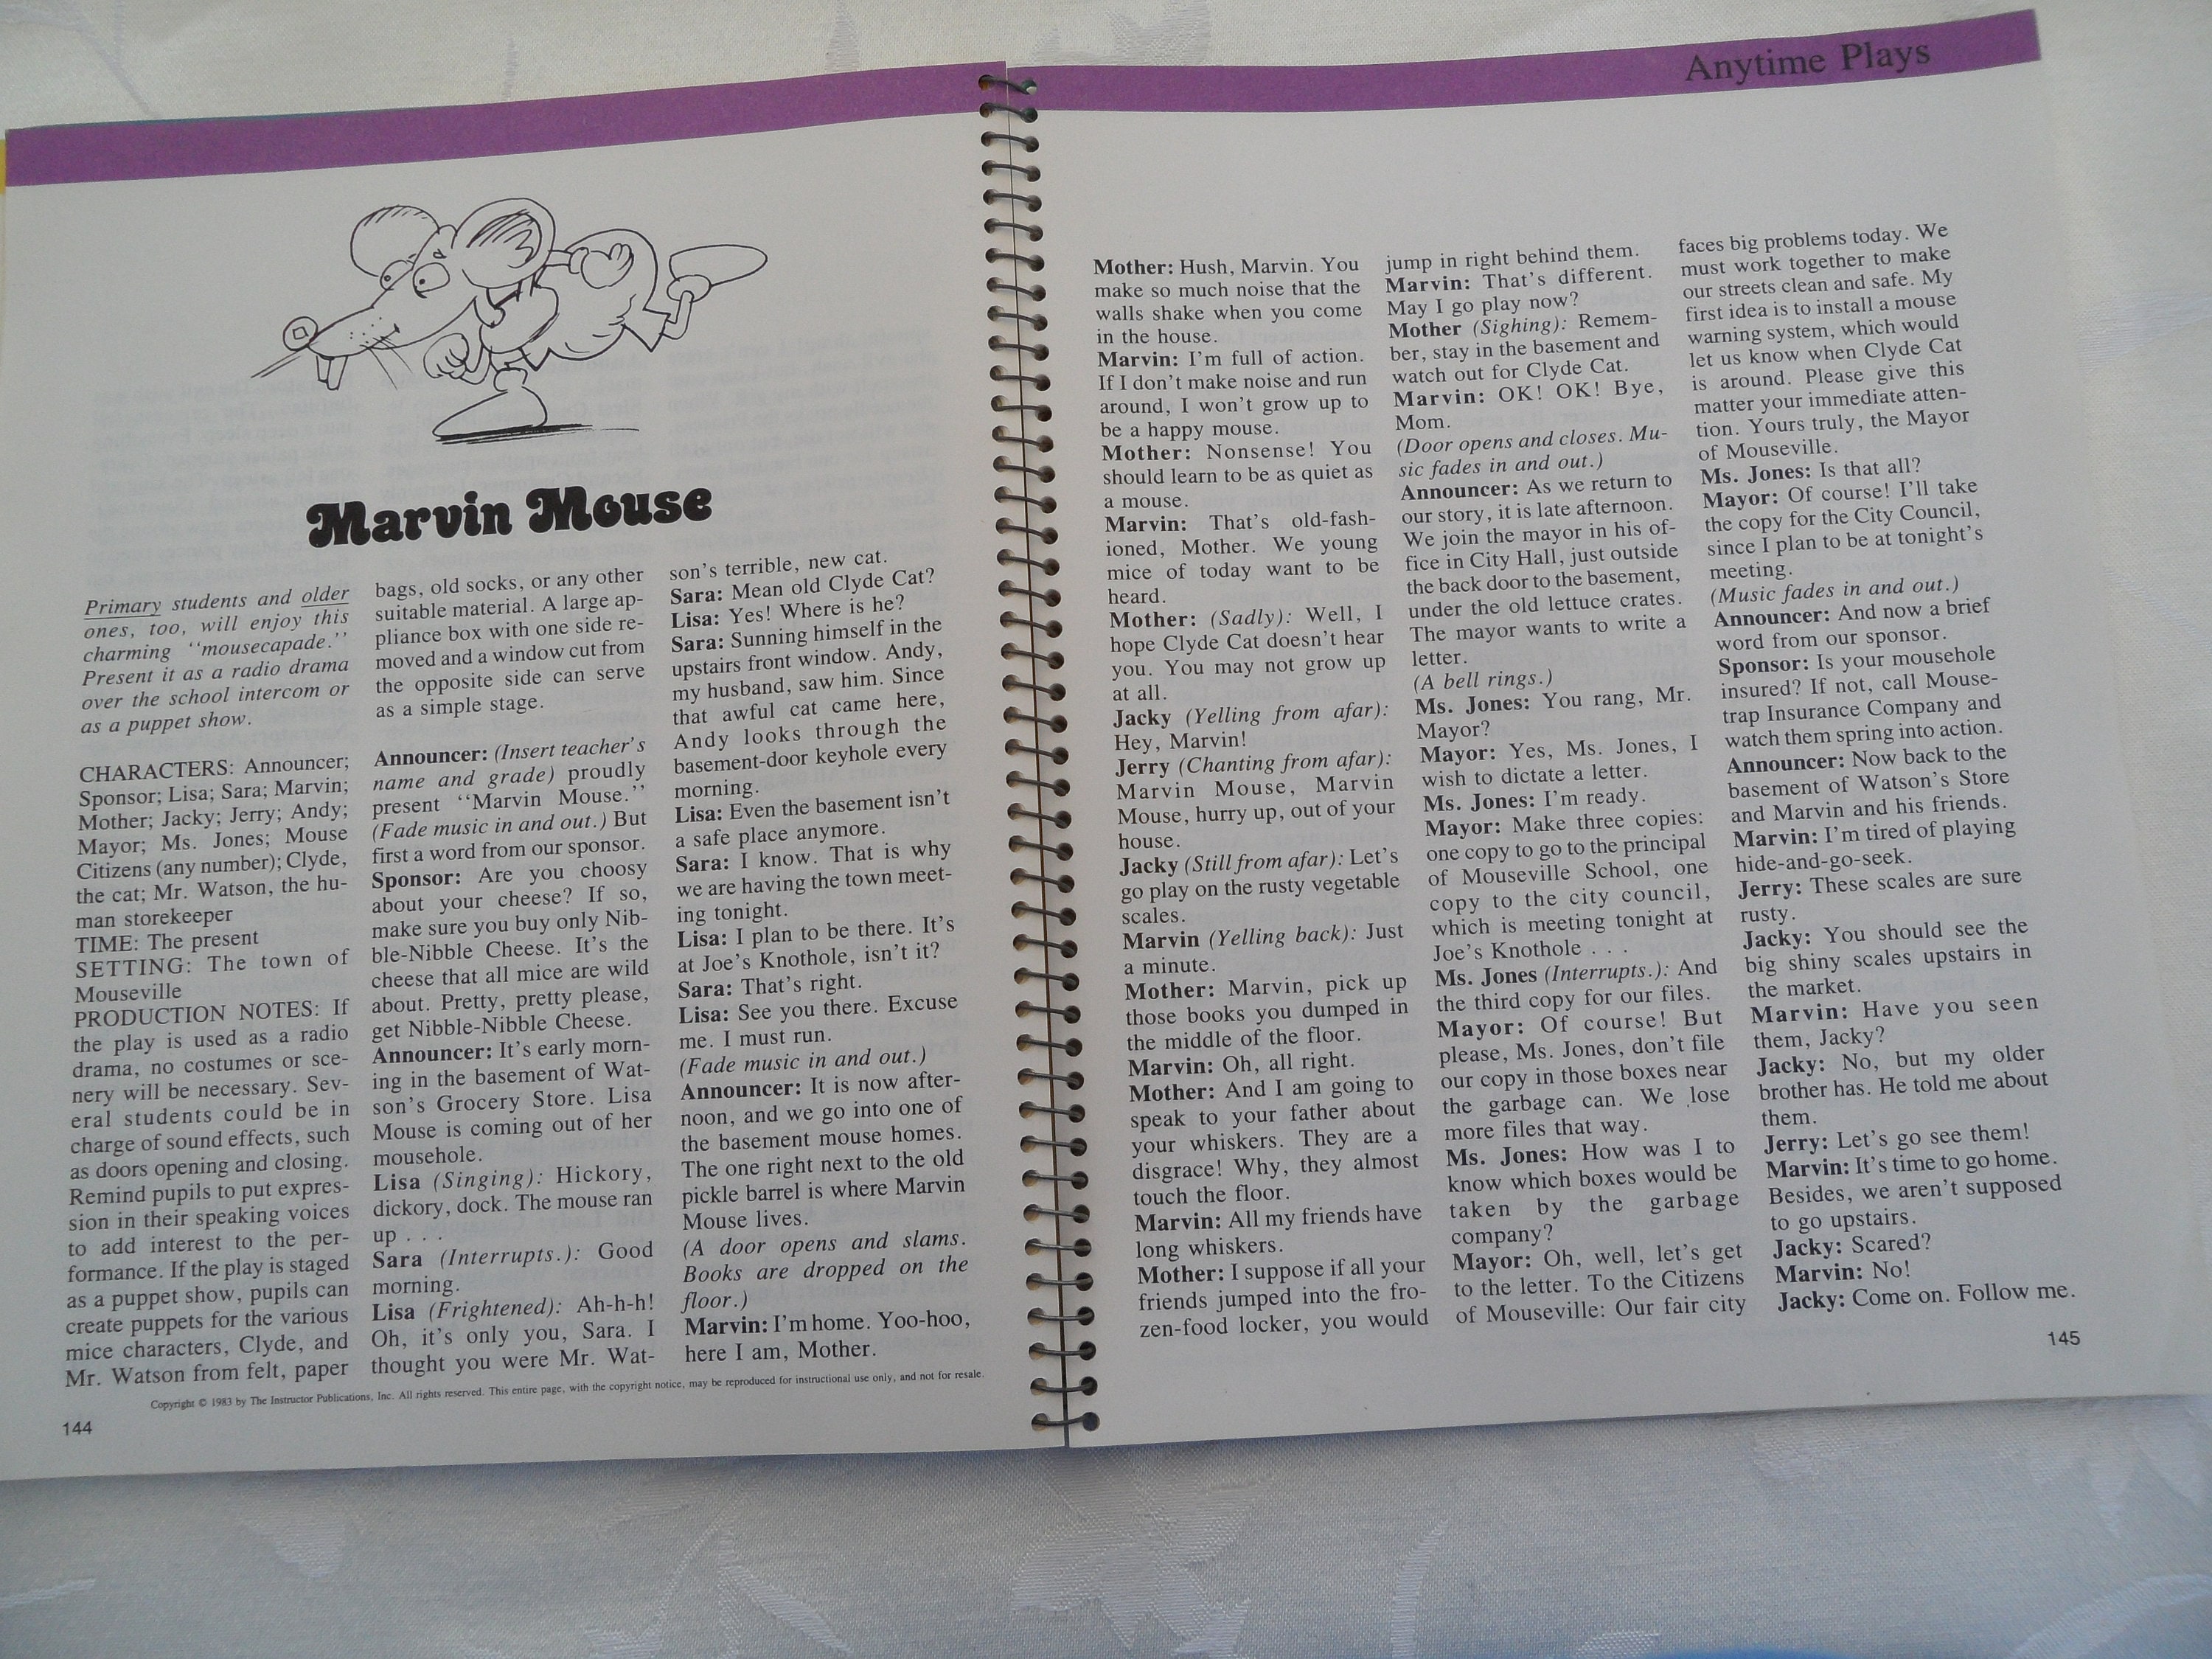 Marvin Mouse
Primary students and older
ones, too, will enjoy this
charming ‘‘mousecapade.’’
Present it as a radio drama
over the school intercom or
as a puppet show.
CHARACTERS: Announcer;
Sponsor; Lisa; Sara; Marvin;
Mother; Jacky; Jerry; Andy;
Mayor; Ms. Jones; Mouse
Citizens (any number); Clyde,
the cat; Mr. Watson, the hu-
man storekeeper
TIME: The present
SETTING: The town of
Mouseville
PRODUCTION NOTES: If
the play is used as a radio
drama, no costumes or sce-
nery will be necessary. Sev-
eral students could be in
charge of sound effects, such
as doors opening and closing.
Remind pupils to put expres-
sion in their speaking voices
to add interest to the per-
formance. If the play is staged
as a puppet show, pupils can
create puppets for the various
mice characters, Clyde, and
Mr. Watson from felt, paper
bags, old socks, or any other
suitable material. A large ap-
pliance box with one side re-
moved and a window cut from
the opposite side can serve
as a simple stage.
Announcer: (Insert teacher's
name and grade) proudly
present ‘‘Marvin Mouse.’’
(Fade music in and out.) But
first a word from our sponsor.
Sponsor: Are you choosy
about your cheese? If so,
make sure you buy only Nib-
ble-Nibble Cheese. It's the
cheese that all mice are wild
about. Pretty, pretty please,
get Nibble-Nibble Cheese.
Announcer: It's early morn-
ing in the basement of Wat-
son's Grocery Store. Lisa
Mouse is coming out of her
mousehole.
Lisa (Singing): Hickory,
dickory, dock. The mouse ran
up . . .
Sara (Interrupts.): Good
morning.
Lisa (Frightened): Ah-h-h!
Oh, it's only you, Sara. I
thought you were Mr. Wat-
son's terrible, new cat.
Sara: Mean old Clyde Cat?
Lisa: Yes! Where is he?
Sara: Sunning himself in the
upstairs front window. Andy,
my husband, saw him. Since
that awful cat came here,
Andy looks through the
basement-door keyhole every
morning.
Lisa: Even the basement isn't
a safe place anymore.
Sara: I know. That is why
we are having the town meet-
ing tonight.
Lisa: I plan to be there. It's
at Joe's Knothole, isn't it?
Sara: That's right.
Lisa: See you there. Excuse
me. I must run.
(Fade music in and out.)
Announcer: It is now after-
noon, and we go into one of
the basement mouse homes.
The one right next to the old
pickle barrel is where Marvin
Mouse lives.
(A door opens and slams.
Books are dropped on the
floor.)
Marvin: I'm home. Yoo-hoo,
here I am, Mother.
Copyright © 1983 by The Instructor Publications, Inc. All rights reserved. This entire page, with the copyright notice, may be reproduced for instructional use only, and not for resale.
144
Anytime Plays
Mother: Hush, Marvin. You
make so much noise that the
walls shake when you come
in the house.
Marvin: I'm full of action.
If I don't make noise and run
around, I won't grow up to
be a happy mouse.
Mother: Nonsense! You
should learn to be as quiet as
a mouse.
Marvin: That's old-fash-
ioned, Mother. We young
mice of today want to be
heard.
Mother: (Sadly): Well, I
hope Clyde Cat doesn't hear
you. You may not grow up
at all.
Jacky (Yelling from afar):
Hey, Marvin!
Jerry (Chanting from afar):
Marvin Mouse, Marvin
Mouse, hurry up, out of your
house.
Jacky (Still from afar): Let's
go play on the rusty vegetable
scales.
Marvin (Yelling back): Just
a minute.
Mother: Marvin, pick up
those books you dumped in
the middle of the floor.
Marvin: Oh, all right.
Mother: And I am going to
speak to your father about
your whiskers. They are a
disgrace! Why, they almost
touch the floor.
Marvin: All my friends have
long whiskers.
Mother: I suppose if all your
friends jumped into the fro-
zen-food locker, you would
jump in right behind them.
Marvin: That's different.
May I go play now?
Mother (Sighing): Remem-
ber, stay in the basement and
watch out for Clyde Cat.
Marvin: OK! OK! Bye,
Mom.
(Door opens and closes. Mu-
sic fades in and out.)
Announcer: As we return to
our story, it is late afternoon.
We join the mayor in his of-
fice in City Hall, just outside
the back door to the basement,
under the old lettuce crates.
The mayor wants to write a
letter.
(A bell rings.)
Ms. Jones: You rang, Mr.
Mayor?
Mayor: Yes, Ms. Jones, I
wish to dictate a letter.
Ms. Jones: I'm ready.
Mayor: Make three copies:
one copy to go to the principal
of Mouseville School, one
copy to the city council,
which is meeting tonight at
Joe's Knothole . . .
Ms. Jones (Interrupts.): And
the third copy for our files.
Mayor: Of course! But
please, Ms. Jones, don't file
our copy in those boxes near
the garbage can. We lose
more files that way.
Ms. Jones: How was I to
know which boxes would be
taken by the garbage
company?
Mayor: Oh, well, let's get
to the letter. To the Citizens
of Mouseville: Our fair city
faces big problems today. We
must work together to make
our streets clean and safe. My
first idea is to install a mouse
warning system, which would
let us know when Clyde Cat
is around. Please give this
matter your immediate atten-
tion. Yours truly, the Mayor
of Mouseville.
Ms. Jones: Is that all?
Mayor: Of course! I'll take
the copy for the City Council,
since I plan to be at tonight's
meeting.
(Music fades in and out.)
Announcer: And now a brief
word from our sponsor.
Sponsor: Is your mousehole
insured? If not, call Mouse-
trap Insurance Company and
watch them spring into action.
Announcer: Now back to the
basement of Watson's Store
and Marvin and his friends.
Marvin: I'm tired of playing
hide-and-go-seek.
Jerry: These scales are sure
rusty.
Jacky: You should see the
big shiny scales upstairs in
the market.
Marvin: Have you seen
them, Jacky?
Jacky: No, but my older
brother has. He told me about
them.
Jerry: Let's go see them!
Marvin: It's time to go home.
Besides, we aren't supposed
to go upstairs.
Jacky: Scared?
Marvin: No!
Jacky: Come on. Follow me.
145